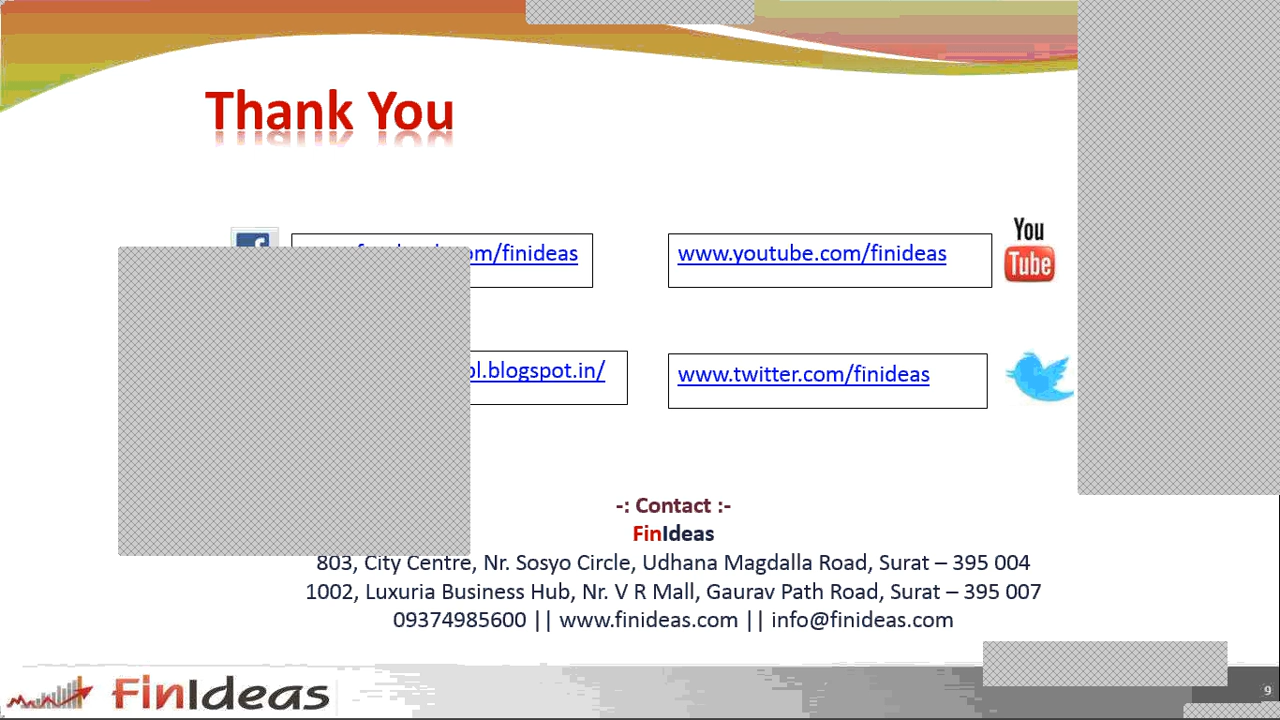 Thank You
/finideas
www.youtube.com/finideas
You
Tube
.blogspot.in/
www.twitter.com/finideas
-: Contact :-
FinIdeas
803, City Centre, Nr. Sosyo Circle, Udhana Magdalla Road, Surat – 395 004
1002, Luxuria Business Hub, Nr. V R Mall, Gaurav Path Road, Surat – 395 007
09374985600 || www.finideas.com || info@finideas.com
FinIdeas
9